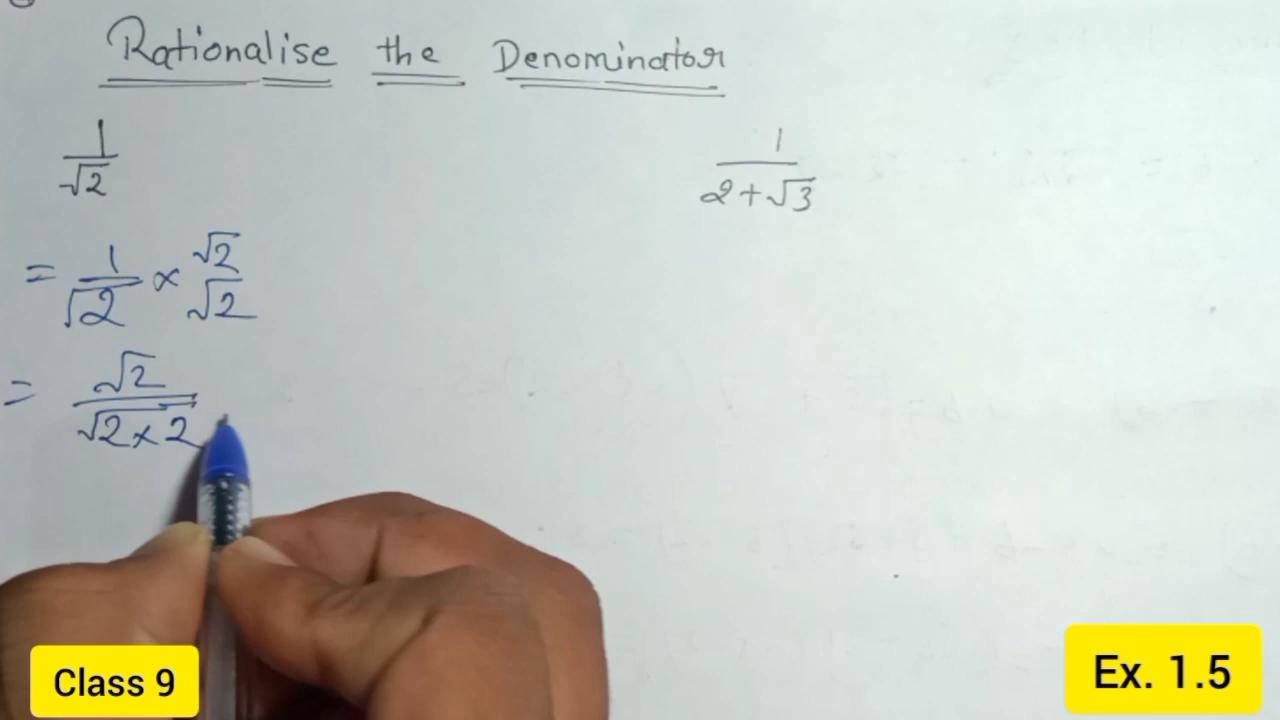 Rationalise the Denominator
1/√2
1/(2+√3)
= 1/√2 × √2/√2
= √2/√(2×2)
Class 9
Ex. 1.5